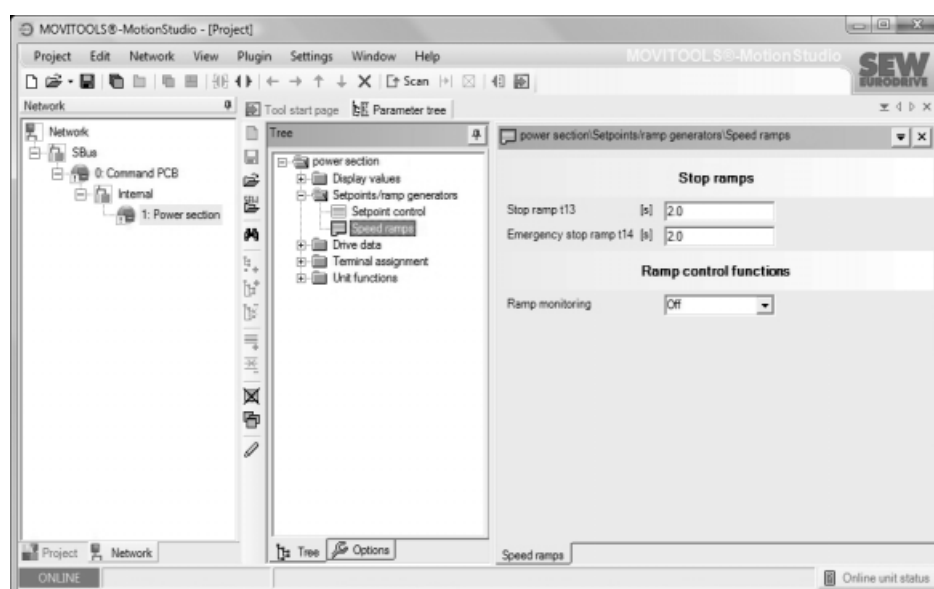 MOVITOOLS®-MotionStudio - [Project]
Project Edit Network View Plugin Settings Window Help
MOVITOOLS®-MotionStudio
SEW
EURODRIVE
Scan
Network
Tool start page
Parameter tree
Network
SBus
0: Command PCB
Internal
1: Power section
Tree
power section
Display values
Setpoints/ramp generators
Setpoint control
Speed ramps
Drive data
Terminal assignment
Unit functions
power section\Setpoints/ramp generators\Speed ramps
Stop ramps
Stop ramp t13 [s] 2.0
Emergency stop ramp t14 [s] 2.0
Ramp control functions
Ramp monitoring Off
Project Network
Tree Options
Speed ramps
ONLINE
Online unit status